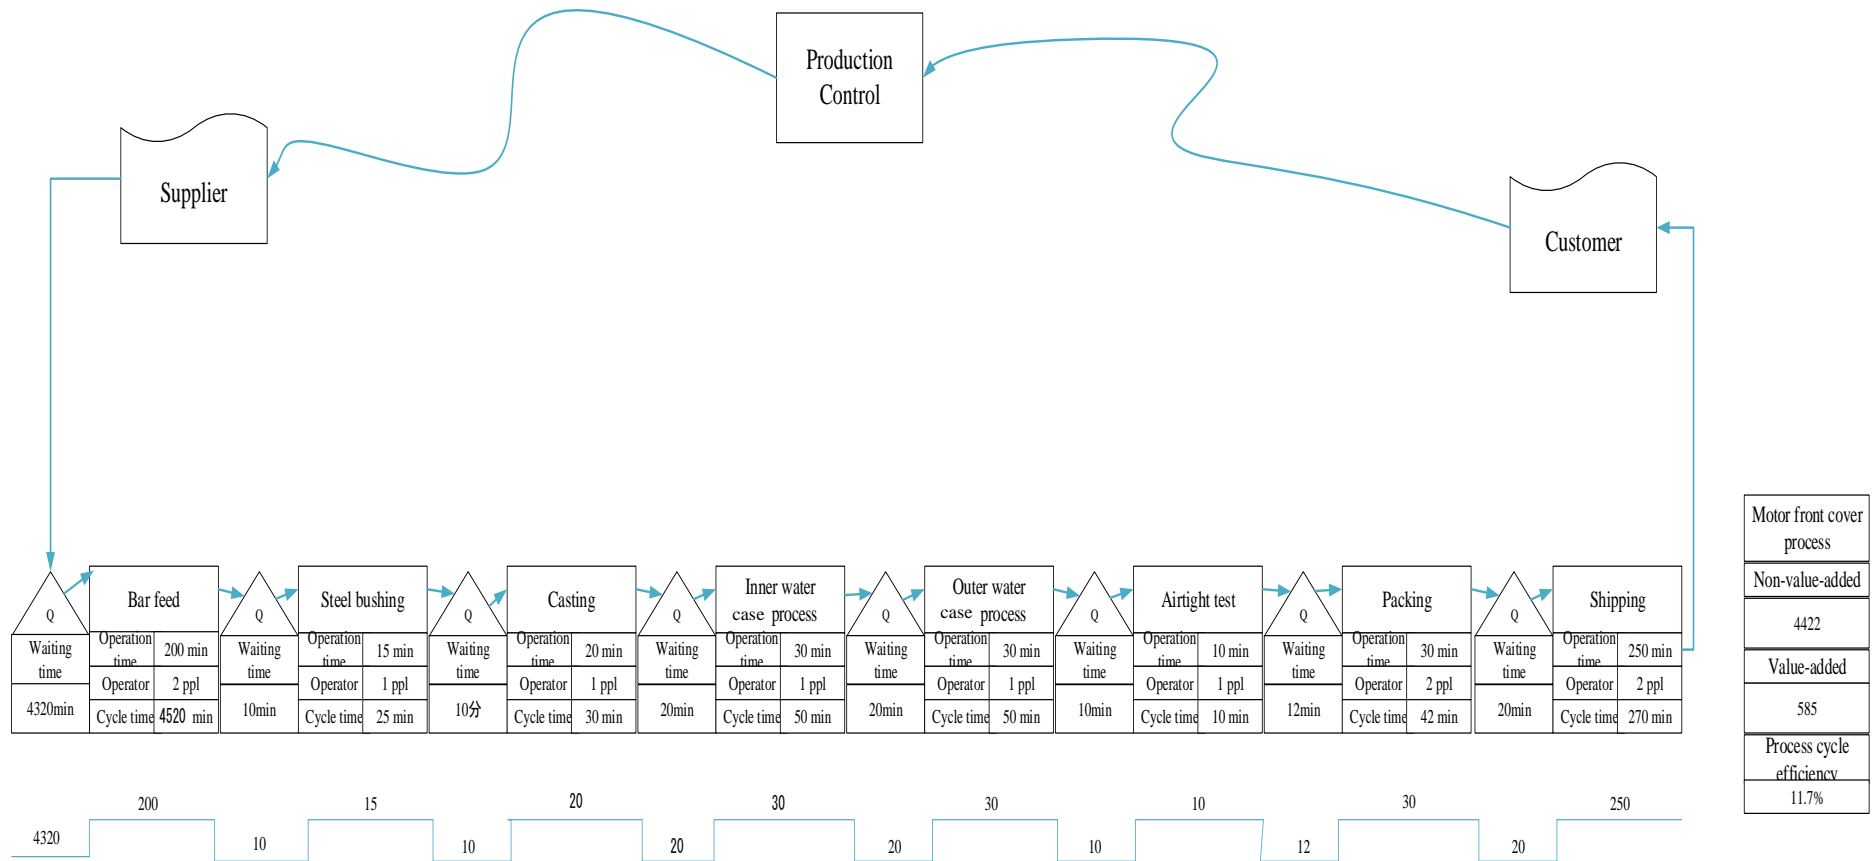 Production
Control
Supplier
Customer
Motor front cover
process
Non-value-added
4422
Value-added
585
Process cycle
efficiency
11.7%
Q
Waiting
time
4320min
Bar feed
Operation
time
200 min
Operator
2 ppl
Cycle time
4520 min
Q
Waiting
time
10min
Steel bushing
Operation
time
15 min
Operator
1 ppl
Cycle time
25 min
Q
Waiting
time
10分
Casting
Operation
time
20 min
Operator
1 ppl
Cycle time
30 min
Q
Waiting
time
20min
Inner water
case process
Operation
time
30 min
Operator
1 ppl
Cycle time
50 min
Q
Waiting
time
20min
Outer water
case process
Operation
time
30 min
Operator
1 ppl
Cycle time
50 min
Q
Waiting
time
10min
Airtight test
Operation
time
10 min
Operator
1 ppl
Cycle time
10 min
Q
Waiting
time
12min
Packing
Operation
time
30 min
Operator
2 ppl
Cycle time
42 min
Q
Waiting
time
20min
Shipping
Operation
time
250 min
Operator
2 ppl
Cycle time
270 min
4320
200
10
15
10
20
20
30
20
30
10
10
12
30
20
250